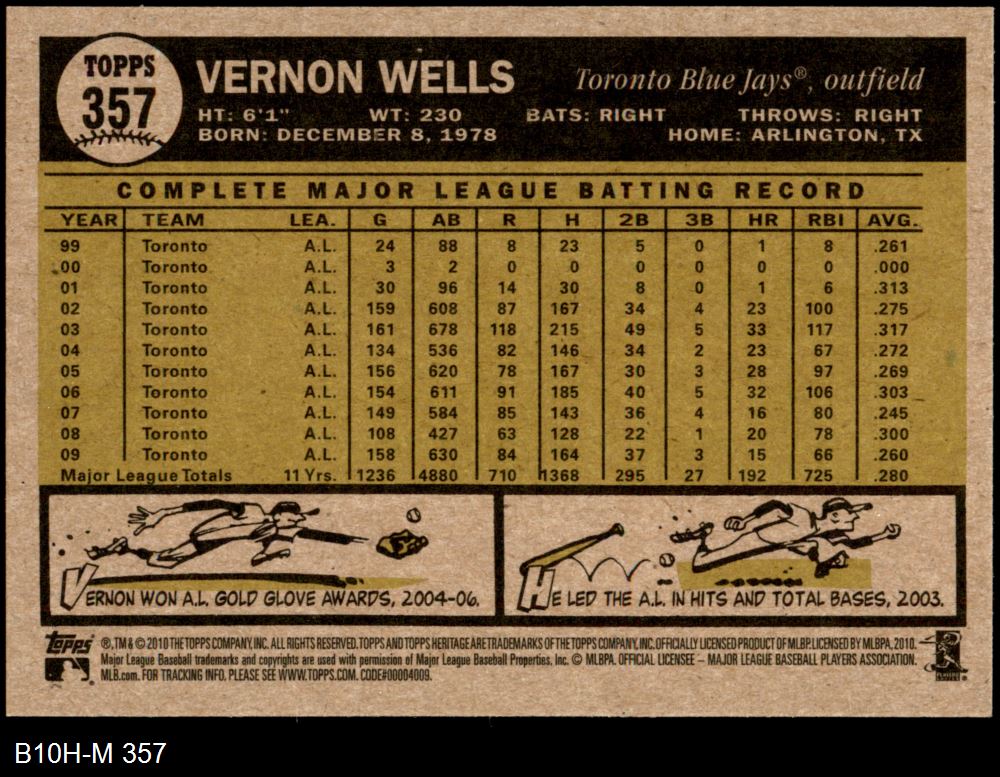 TOPPS
357
VERNON WELLS
Toronto Blue Jays®, outfield
HT: 6'1" WT: 230 BATS: RIGHT THROWS: RIGHT
BORN: DECEMBER 8, 1978 HOME: ARLINGTON, TX
COMPLETE MAJOR LEAGUE BATTING RECORD
YEAR TEAM LEA. G AB R H 2B 3B HR RBI AVG.
99 Toronto A.L. 24 88 8 23 5 0 1 8 .261
00 Toronto A.L. 3 2 0 0 0 0 0 0 .000
01 Toronto A.L. 30 96 14 30 8 0 1 6 .313
02 Toronto A.L. 159 608 87 167 34 4 23 100 .275
03 Toronto A.L. 161 678 118 215 49 5 33 117 .317
04 Toronto A.L. 134 536 82 146 34 2 23 67 .272
05 Toronto A.L. 156 620 78 167 30 3 28 97 .269
06 Toronto A.L. 154 611 91 185 40 5 32 106 .303
07 Toronto A.L. 149 584 85 143 36 4 16 80 .245
08 Toronto A.L. 108 427 63 128 22 1 20 78 .300
09 Toronto A.L. 158 630 84 164 37 3 15 66 .260
Major League Totals 11 Yrs. 1236 4880 710 1368 295 27 192 725 .280
VERNON WON A.L. GOLD GLOVE AWARDS, 2004-06.
HE LED THE A.L. IN HITS AND TOTAL BASES, 2003.
Topps ®, TM & © 2010 THE TOPPS COMPANY, INC. ALL RIGHTS RESERVED. TOPPS AND TOPPS HERITAGE ARE TRADEMARKS OF THE TOPPS COMPANY, INC. OFFICIALLY LICENSED PRODUCT OF MLBP. LICENSED BY MLBPA, 2010.
Major League Baseball trademarks and copyrights are used with permission of Major League Baseball Properties, Inc. © MLBPA. OFFICIAL LICENSEE – MAJOR LEAGUE BASEBALL PLAYERS ASSOCIATION.
MLB.com. FOR TRACKING INFO, PLEASE SEE WWW.TOPPS.COM. CODE#00004009.
B10H-M 357